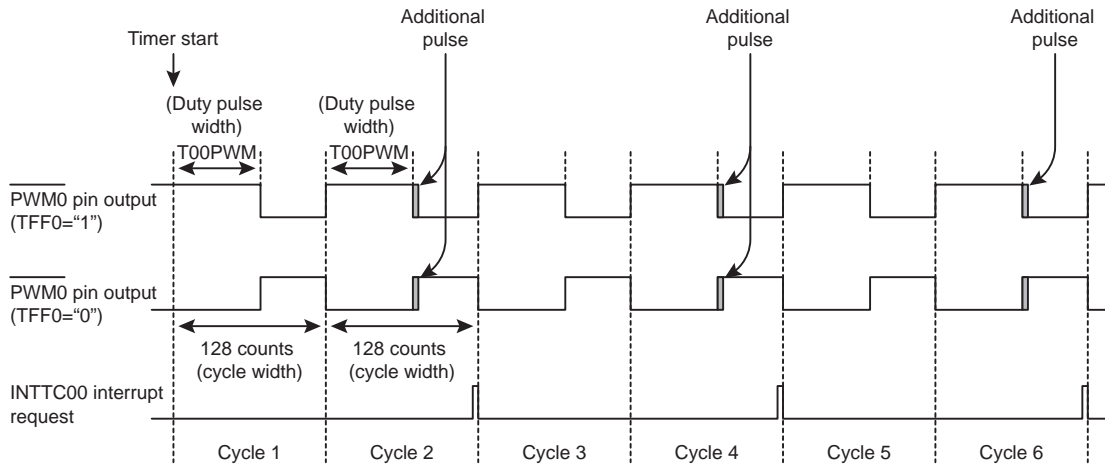 Additional
pulse
Additional
pulse
Additional
pulse
Timer start
(Duty pulse
width)
T00PWM
(Duty pulse
width)
T00PWM
PWM0 pin output
(TFF0=“1”)
PWM0 pin output
(TFF0=“0”)
128 counts
(cycle width)
128 counts
(cycle width)
INTTC00 interrupt
request
Cycle 1
Cycle 2
Cycle 3
Cycle 4
Cycle 5
Cycle 6